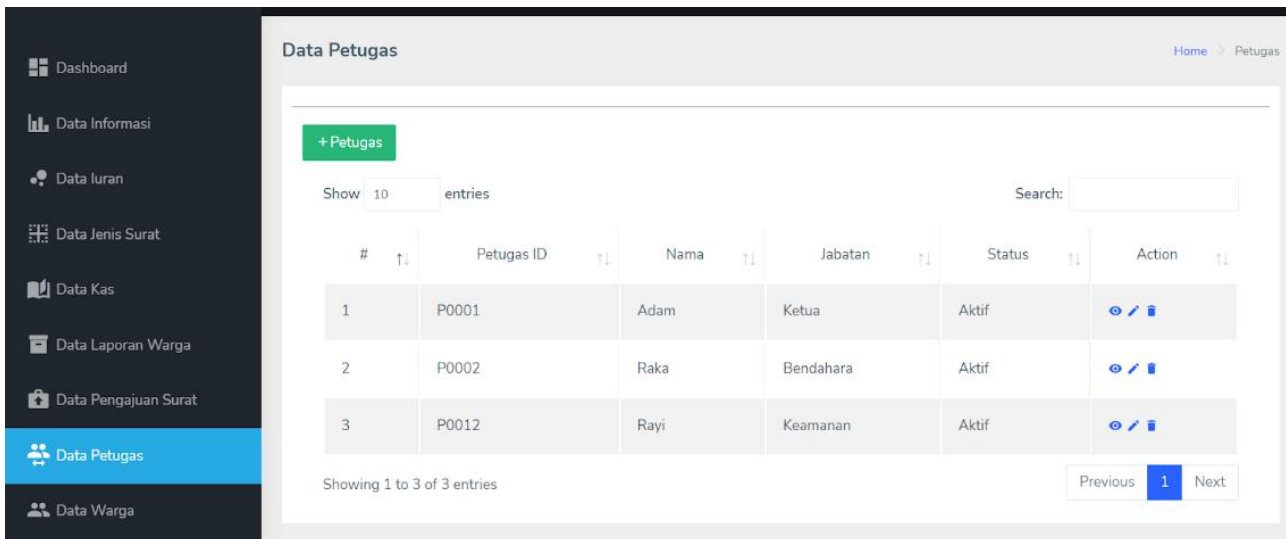 Dashboard
Data Informasi
Data Iuran
Data Jenis Surat
Data Kas
Data Laporan Warga
Data Pengajuan Surat
Data Petugas
Data Warga
Data Petugas
Home > Petugas
+ Petugas
Show 10 entries Search:
# Petugas ID Nama Jabatan Status Action
1 P0001 Adam Ketua Aktif
2 P0002 Raka Bendahara Aktif
3 P0012 Rayi Keamanan Aktif
Showing 1 to 3 of 3 entries
Previous 1 Next